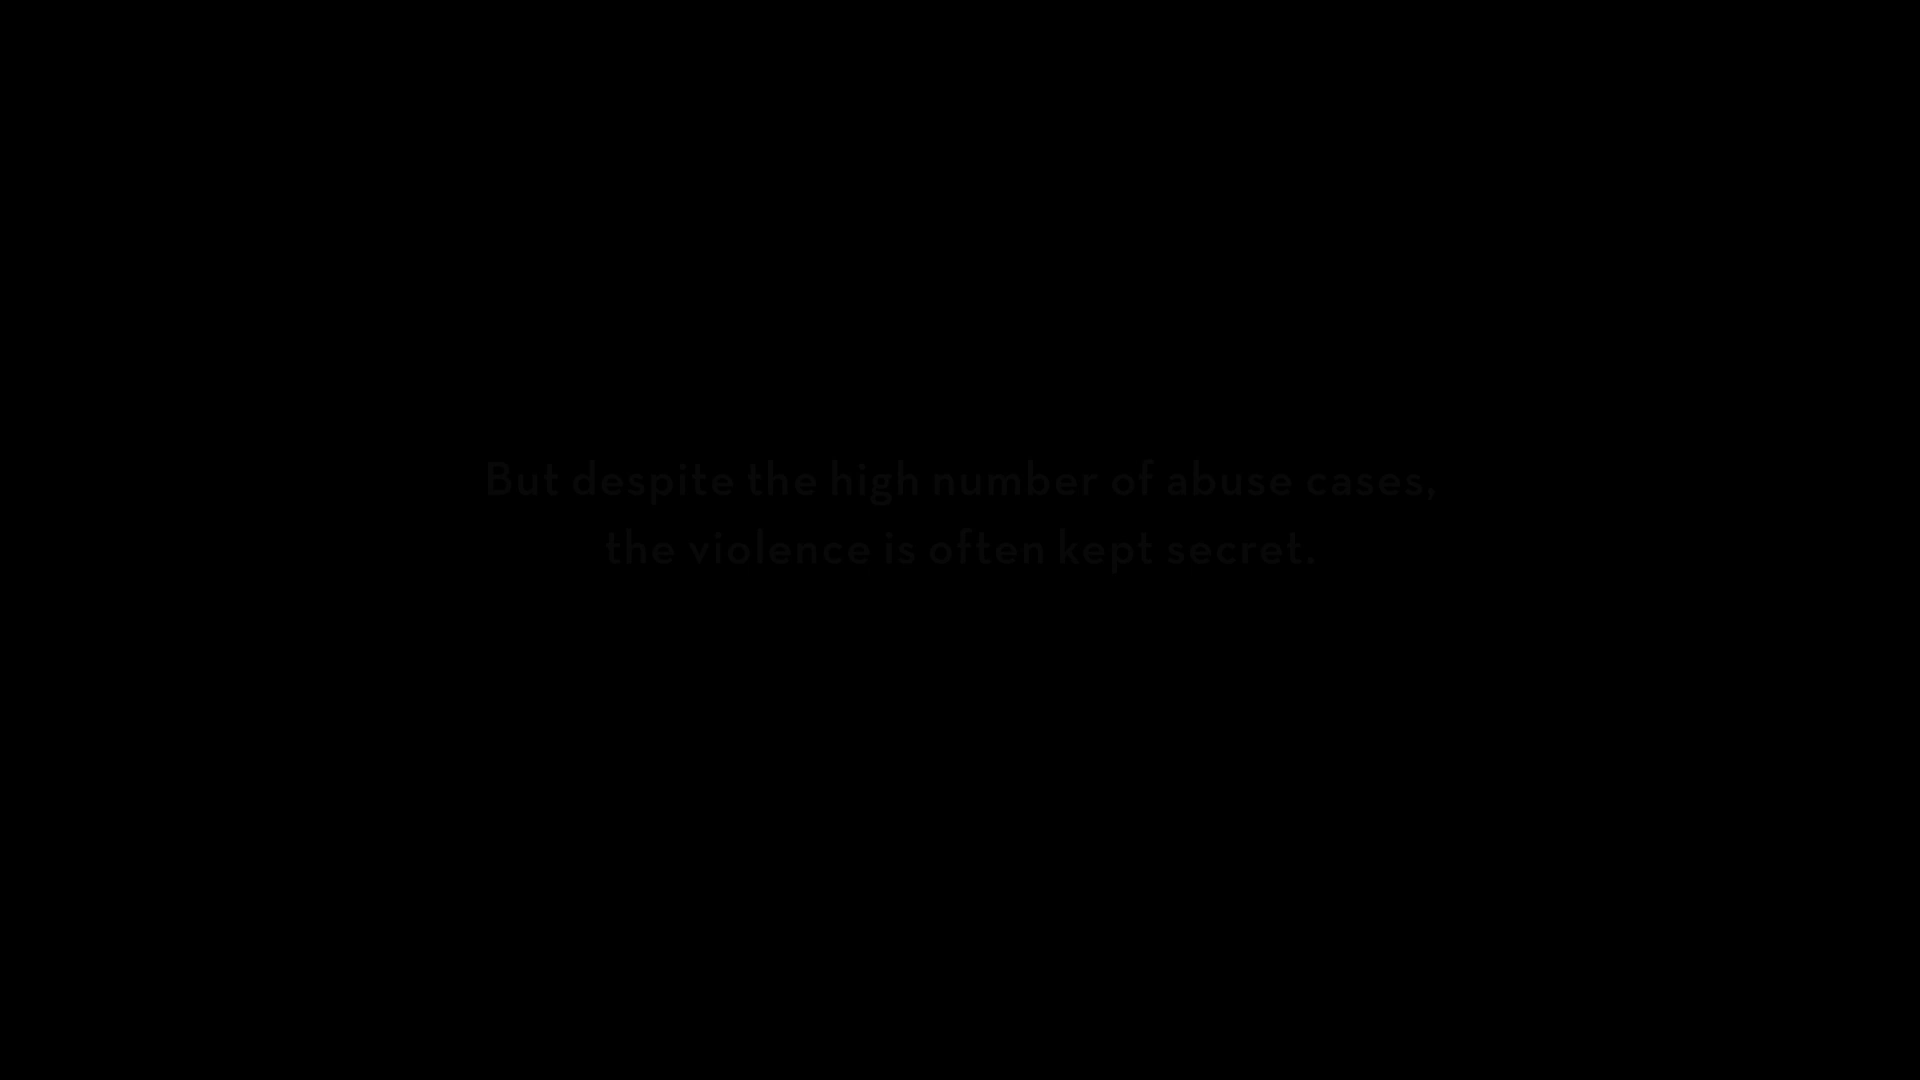 But despite the high number of abuse cases,
the violence is often kept secret.